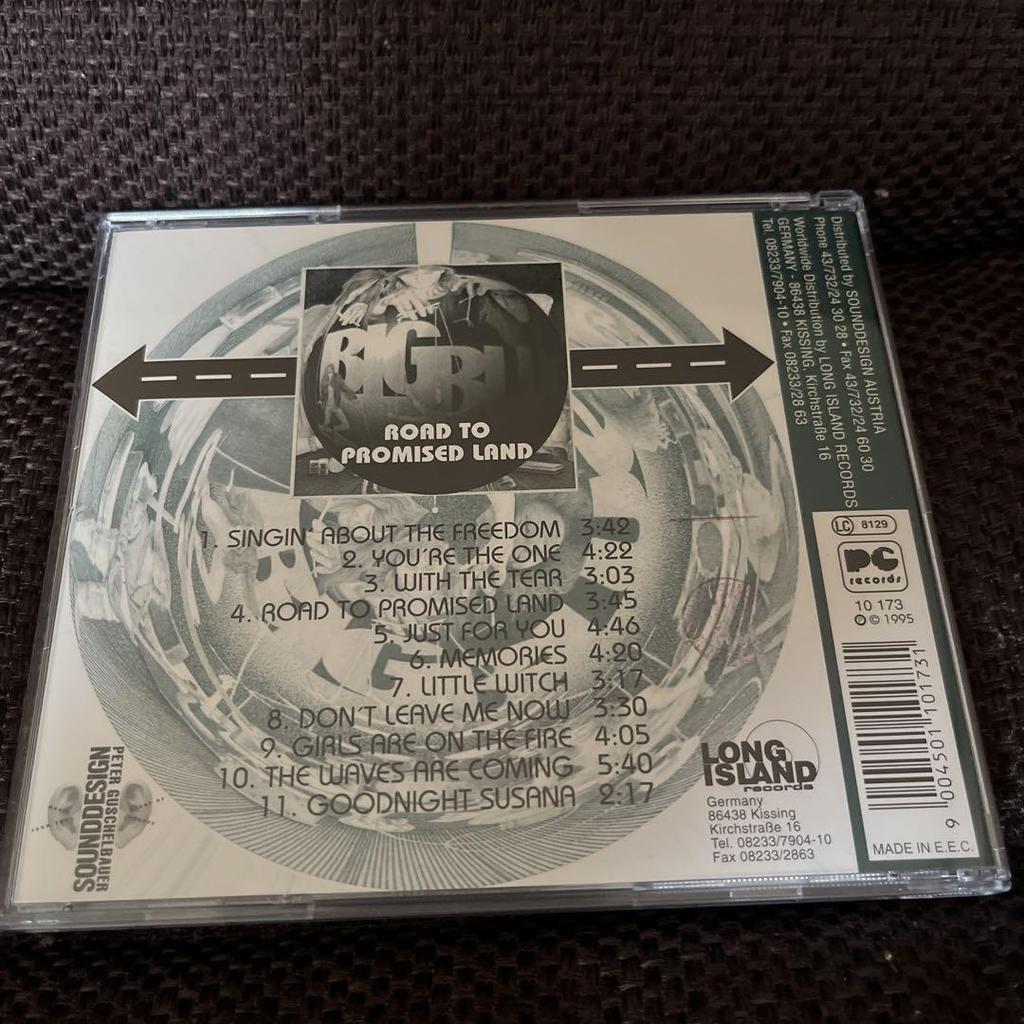 BIG
ROAD TO
PROMISED LAND
1. SINGIN' ABOUT THE FREEDOM 3:42
2. YOU'RE THE ONE 4:22
3. WITH THE TEAR 3:03
4. ROAD TO PROMISED LAND 3:45
5. JUST FOR YOU 4:46
6. MEMORIES 4:20
7. LITTLE WITCH 3:17
8. DON'T LEAVE ME NOW 3:30
9. GIRLS ARE ON THE FIRE 4:05
10. THE WAVES ARE COMING 5:40
11. GOODNIGHT SUSANA 2:17
PETER GUSCHELBAUER
SOUNDDESIGN
LONG
ISLAND
records
Germany
86438 Kissing
Kirchstraße 16
Tel. 08233/7904-10
Fax 08233/2863
Distributed by SOUNDDESIGN AUSTRIA
Phone 43/732/24 30 28 • Fax 43/732/24 60 30
Worldwide Distribution by LONG ISLAND RECORDS
GERMANY - 86438 KISSING, Kirchstraße 16
Tel. 08233/7904-10 • Fax 08233/28 63
LC 8129
PC
records
10 173
℗ © 1995
9 004501 101731
MADE IN E.E.C.